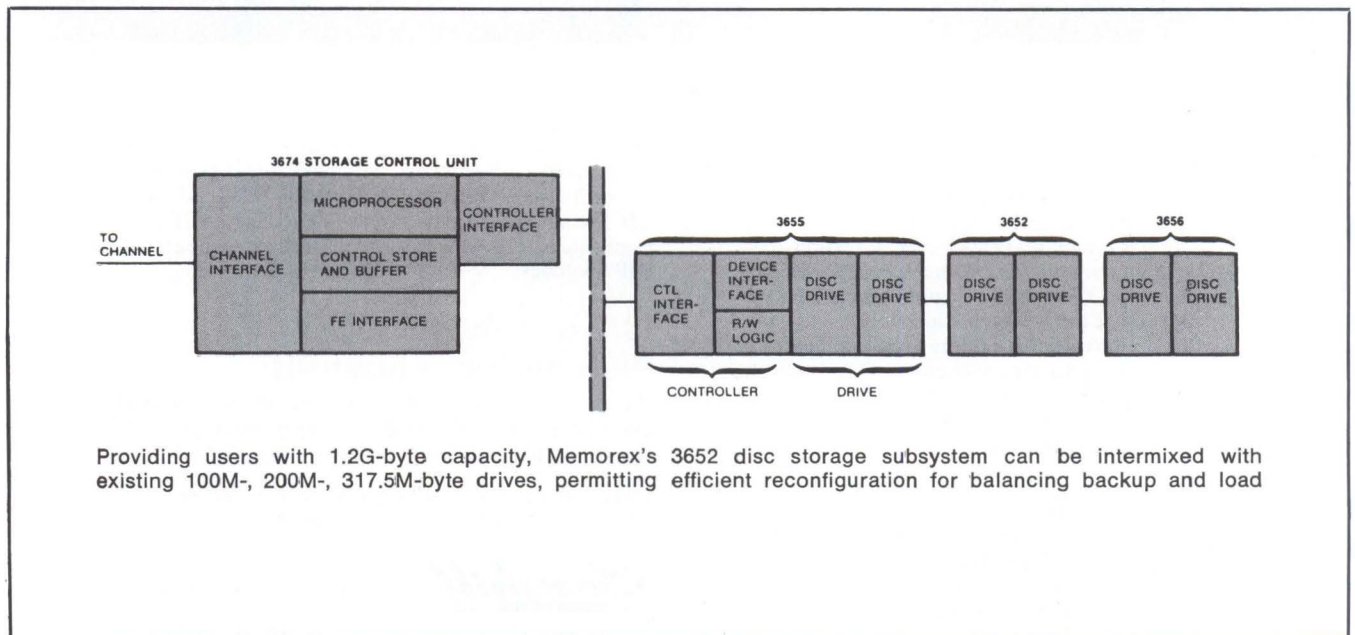 3674 STORAGE CONTROL UNIT
TO
CHANNEL
CHANNEL
INTERFACE
MICROPROCESSOR
CONTROL STORE
AND BUFFER
FE INTERFACE
CONTROLLER
INTERFACE
3655
CTL
INTER-
FACE
DEVICE
INTER-
FACE
R/W
LOGIC
DISC
DRIVE
DISC
DRIVE
CONTROLLER
DRIVE
3652
DISC
DRIVE
DISC
DRIVE
3656
DISC
DRIVE
DISC
DRIVE
Providing users with 1.2G-byte capacity, Memorex's 3652 disc storage subsystem can be intermixed with
existing 100M-, 200M-, 317.5M-byte drives, permitting efficient reconfiguration for balancing backup and load